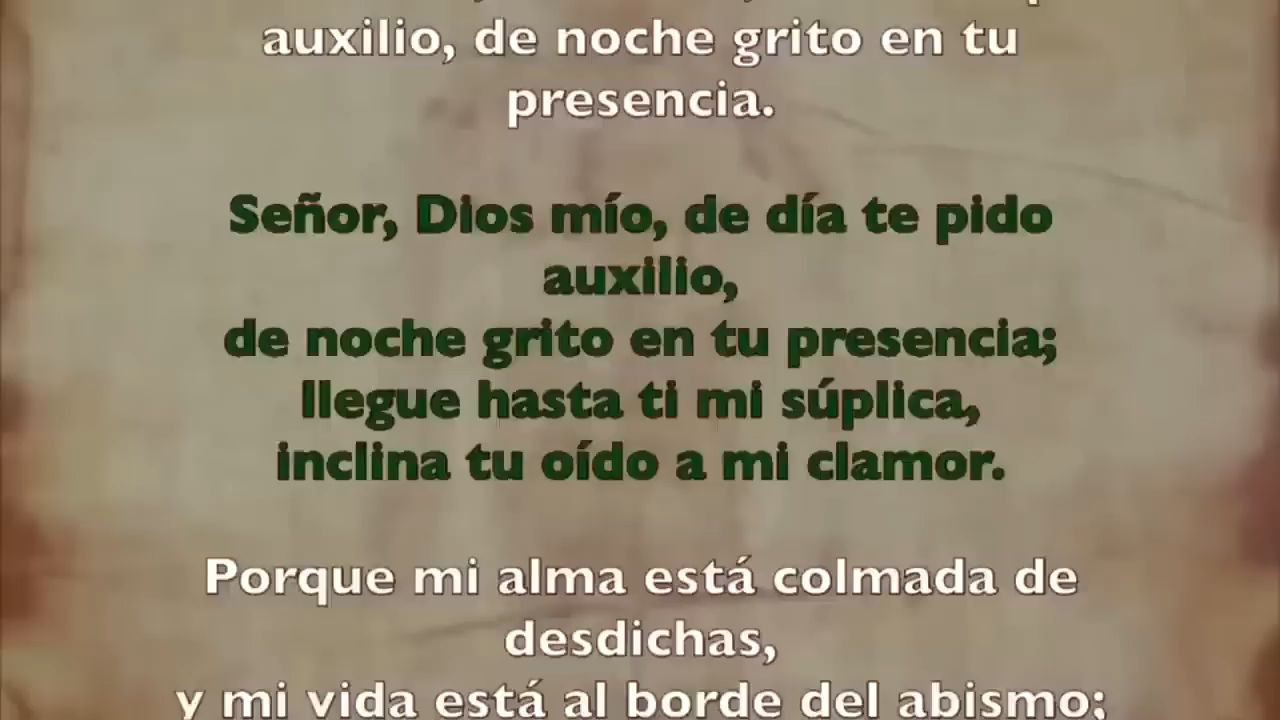 auxilio, de noche grito en tu
presencia.
Señor, Dios mío, de día te pido
auxilio,
de noche grito en tu presencia;
llegue hasta ti mi súplica,
inclina tu oído a mi clamor.
Porque mi alma está colmada de
desdichas,
y mi vida está al borde del abismo;